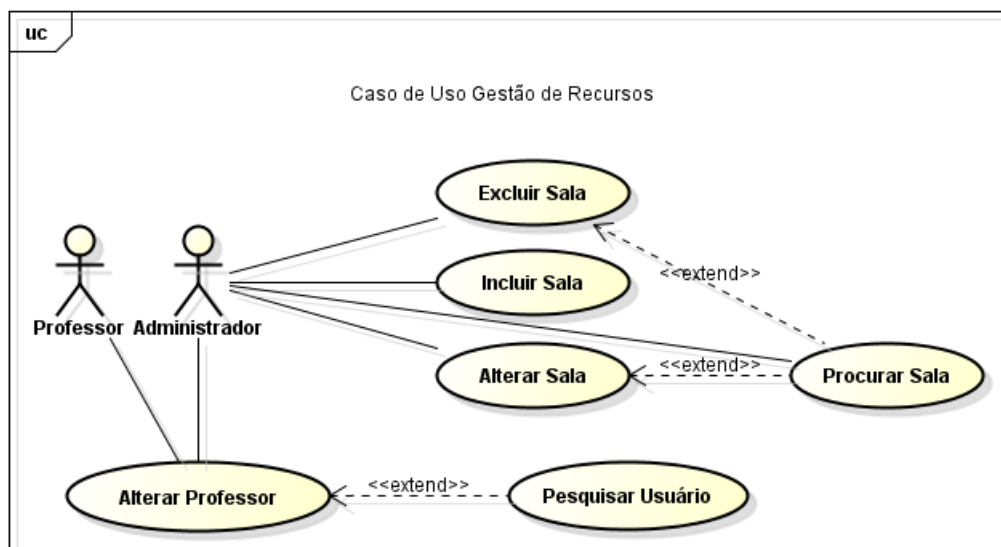 uc
Caso de Uso Gestão de Recursos
Excluir Sala
<<extend>>
Incluir Sala
Professor
Administrador
Alterar Sala
<<extend>>
Procurar Sala
Alterar Professor
<<extend>>
Pesquisar Usuário